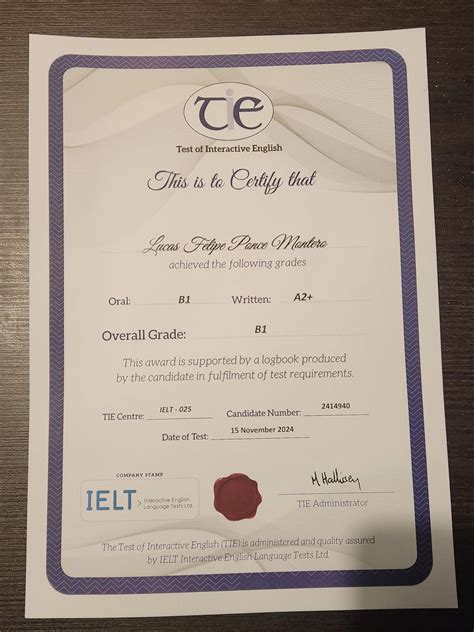 TiE
Test of Interactive English
This is to Certify that
Lucas Felipe Ponce Montero
achieved the following grades
Oral: B1 Written: A2+
Overall Grade: B1
This award is supported by a logbook produced
by the candidate in fulfilment of test requirements.
TIE Centre: IELT - 025 Candidate Number: 2414940
Date of Test: 15 November 2024
COMPANY STAMP
IELT Interactive English
Language Tests Ltd.
M Hallissey
TIE Administrator
The Test of Interactive English (TIE) is administered and quality assured
by IELT Interactive English Language Tests Ltd.